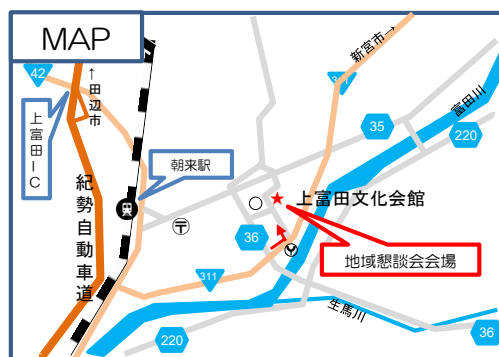 MAP
新宮市→
42
←田辺市
上富田IC
富田川
35
220
朝来駅
紀勢自動車道
上富田文化会館
36
地域懇談会会場
311
生馬川
220
36